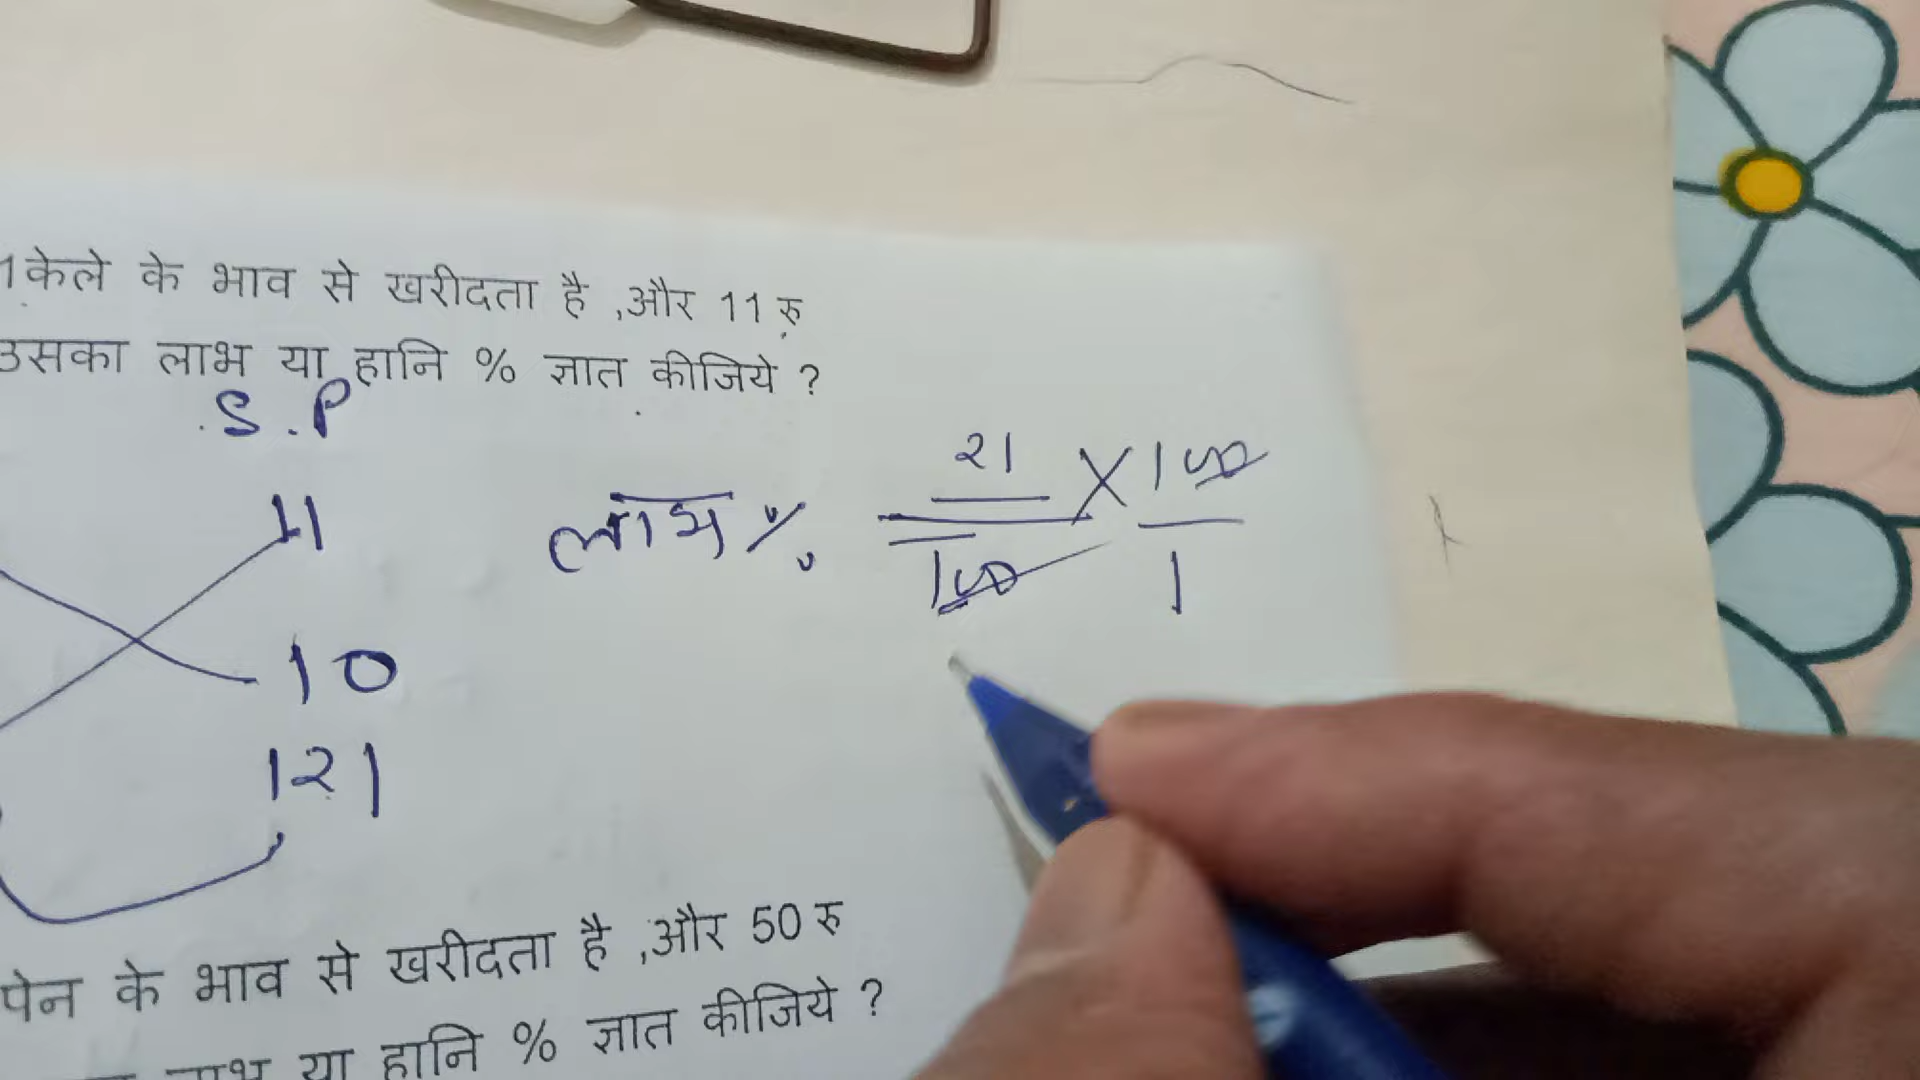 1केले के भाव से खरीदता है ,और 11 रु
उसका लाभ या हानि % ज्ञात कीजिये ?
S.P
11
लाभ % 21 × 100
100 1
10
121
पेन के भाव से खरीदता है ,और 50 रु
लाभ या हानि % ज्ञात कीजिये ?